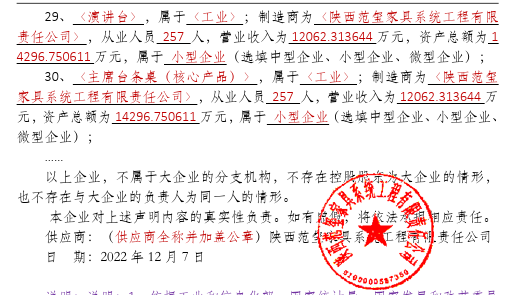 29、〈演讲台〉，属于〈工业〉；制造商为〈陕西范玺家具系统工程有限
责任公司〉，从业人员 257 人，营业收入为 12062.313644 万元，资产总额为 1
4296.750611 万元，属于 小型企业（选填中型企业、小型企业、微型企业）；
30、〈主席台条桌（核心产品）〉，属于〈工业〉；制造商为〈陕西范玺
家具系统工程有限责任公司〉，从业人员 257 人，营业收入为 12062.313644 万
元，资产总额为 14296.750611 万元，属于 小型企业（选填中型企业、小型企业、
微型企业）；
……
以上企业，不属于大企业的分支机构，不存在控股股东为大企业的情形，
也不存在与大企业的负责人为同一人的情形。
本企业对上述声明内容的真实性负责。如有虚假，将依法承担相应责任。
供应商：（供应商全称并加盖公章）陕西范玺家具系统工程有限责任公司
日 期：2022 年 12 月 7 日